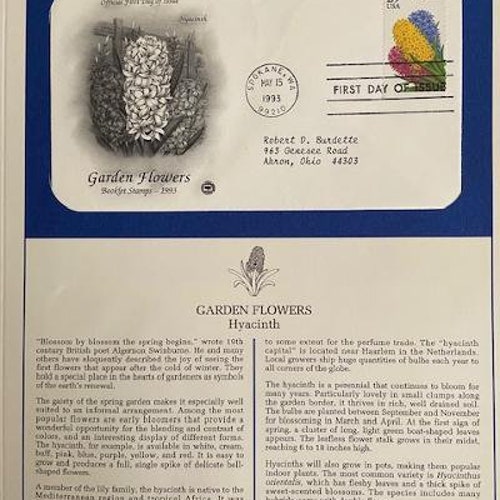 Official First Day of Issue
Hyacinth
29
USA
SPOKANE, WA
MAY 15
1993
99210
FIRST DAY OF ISSUE
Robert D. Burdette
963 Genesee Road
Akron, Ohio 44303
Garden Flowers
Booklet Stamps – 1993
GARDEN FLOWERS
Hyacinth
"Blossom by blossom the spring begins," wrote 19th
century British poet Algernon Swinburne. He and many
others have eloquently described the joy of seeing the
first flowers that appear after the cold of winter. They
hold a special place in the hearts of gardeners as symbols
of the earth's renewal.
The gaiety of the spring garden makes it especially well
suited to an informal arrangement. Among the most
popular flowers are early bloomers that provide a
wonderful opportunity for the blending and contrast of
colors, and an interesting display of different forms.
The hyacinth, for example, is available in white, cream,
buff, pink, blue, purple, yellow, and red. It is easy to
grow and produces a full, single spike of delicate bell-
shaped flowers.
A member of the lily family, the hyacinth is native to the
Mediterranean region and tropical Africa. It was
to some extent for the perfume trade. The "hyacinth
capital" is located near Haarlem in the Netherlands.
Local growers ship huge quantities of bulbs each year to
all corners of the globe.
The hyacinth is a perennial that continues to bloom for
many years. Particularly lovely in small clumps along
the garden border, it thrives in rich, well drained soil.
The bulbs are planted between September and November
for blossoming in March and April. At the first sign of
spring, a cluster of long, light green boat-shaped leaves
appears. The leafless flower stalk grows in their midst,
reaching 6 to 18 inches high.
Hyacinths will also grow in pots, making them popular
indoor plants. The most common variety is Hyacinthus
orientalis, which has fleshy leaves and a thick spike of
sweet-scented blossoms. The species includes many